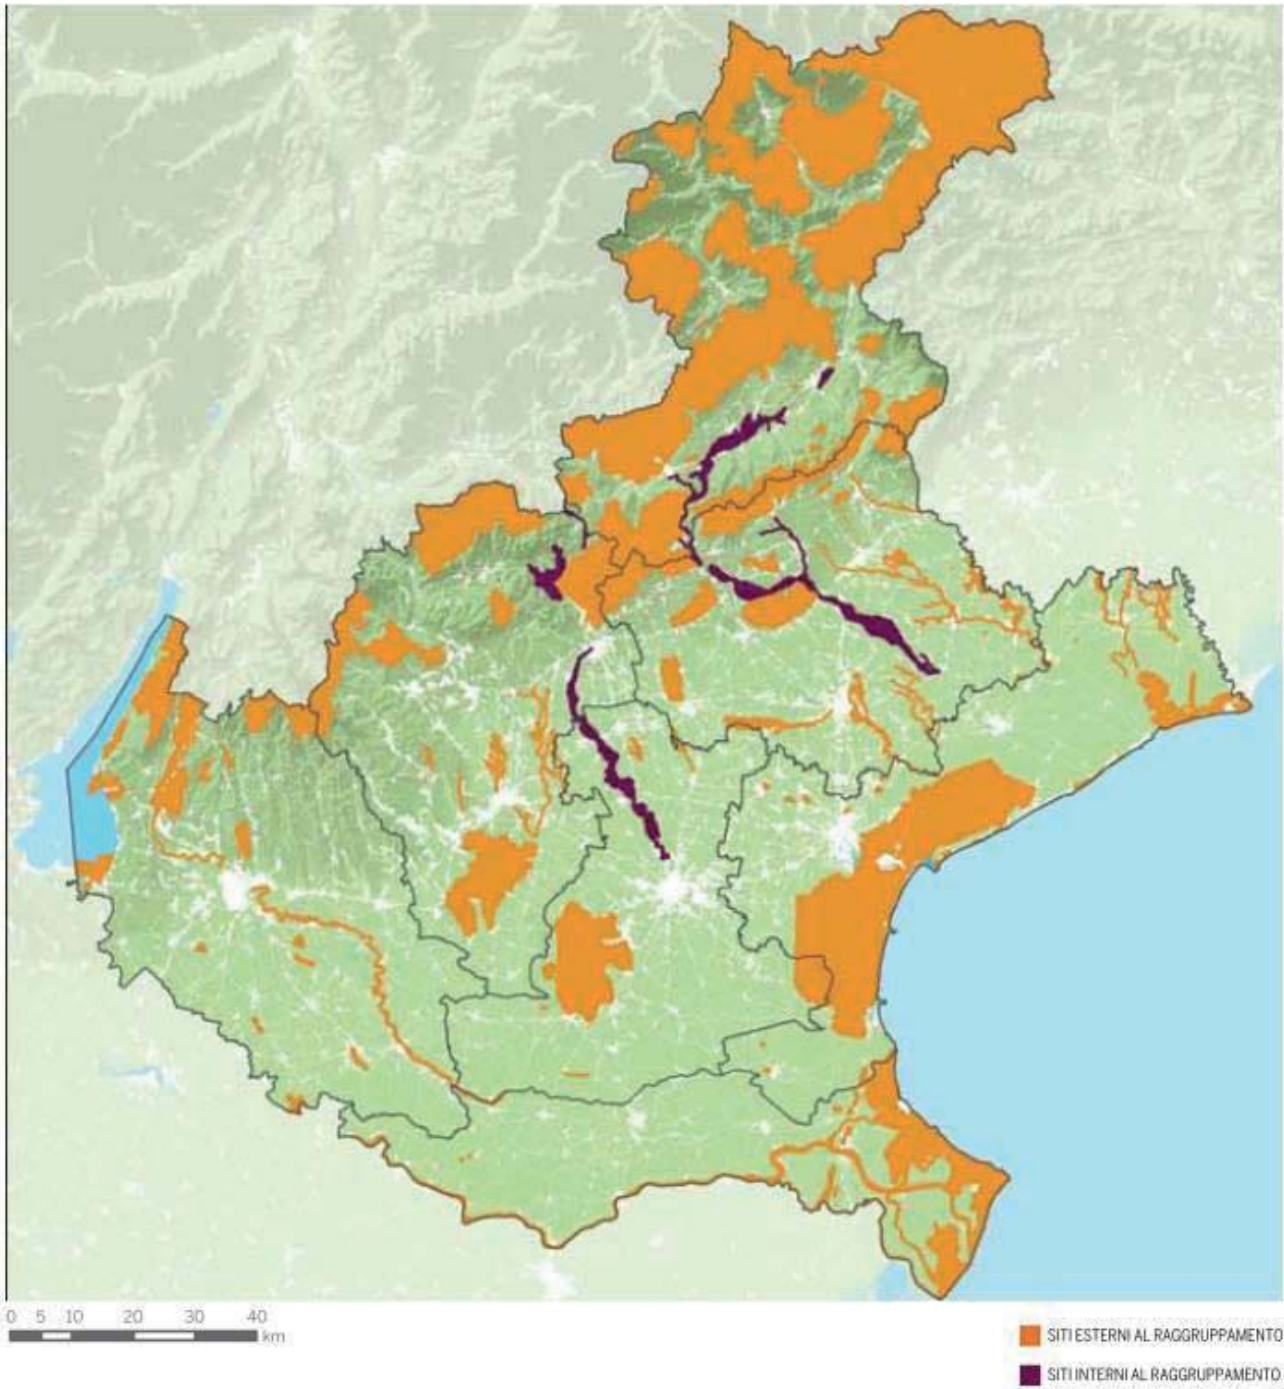 0 5 10 20 30 40
km
SITI ESTERNI AL RAGGRUPPAMENTO
SITI INTERNI AL RAGGRUPPAMENTO